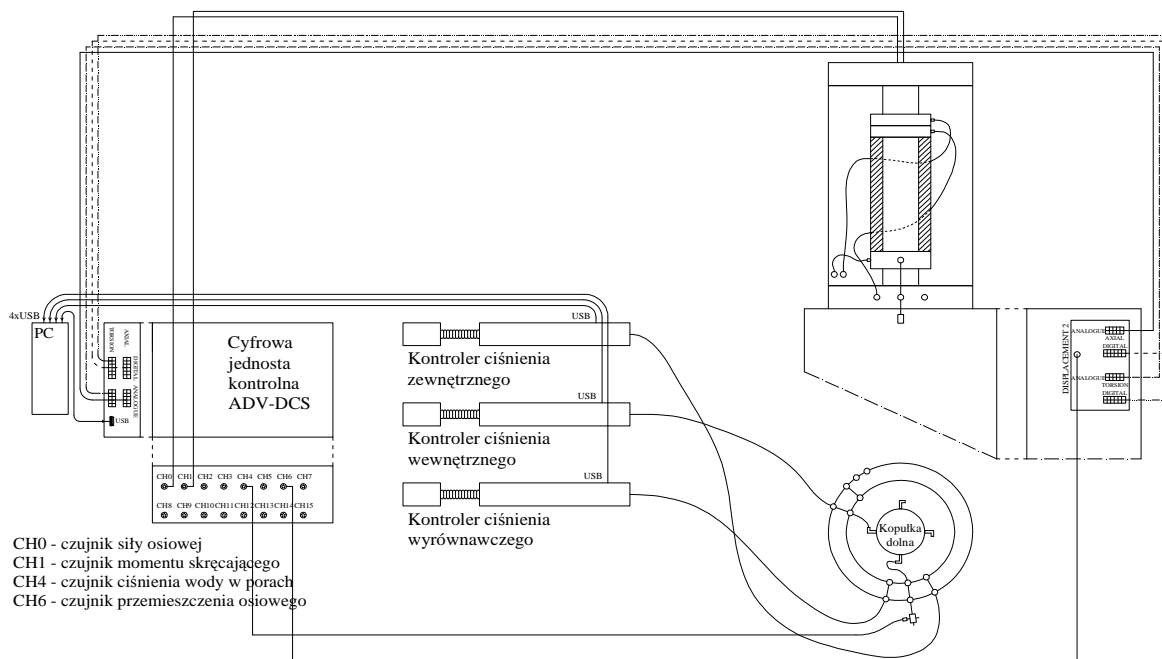 4xUSB
PC
TORSION
AXIAL
DIGITAL
ANALOGUE
USB
Cyfrowa
jednosta
kontrolna
ADV-DCS
USB
Kontroler ciśnienia
zewnętrznego
USB
Kontroler ciśnienia
wewnętrznego
USB
Kontroler ciśnienia
wyrównawczego
DISPLACEMENT 2
ANALOGUE
AXIAL
DIGITAL
ANALOGUE
TORSION
DIGITAL
Kopułka
dolna
CH0 CH1 CH2 CH3 CH4 CH5 CH6 CH7
CH8 CH9 CH10 CH11 CH12 CH13 CH14 CH15
CH0 - czujnik siły osiowej
CH1 - czujnik momentu skręcającego
CH4 - czujnik ciśnienia wody w porach
CH6 - czujnik przemieszczenia osiowego